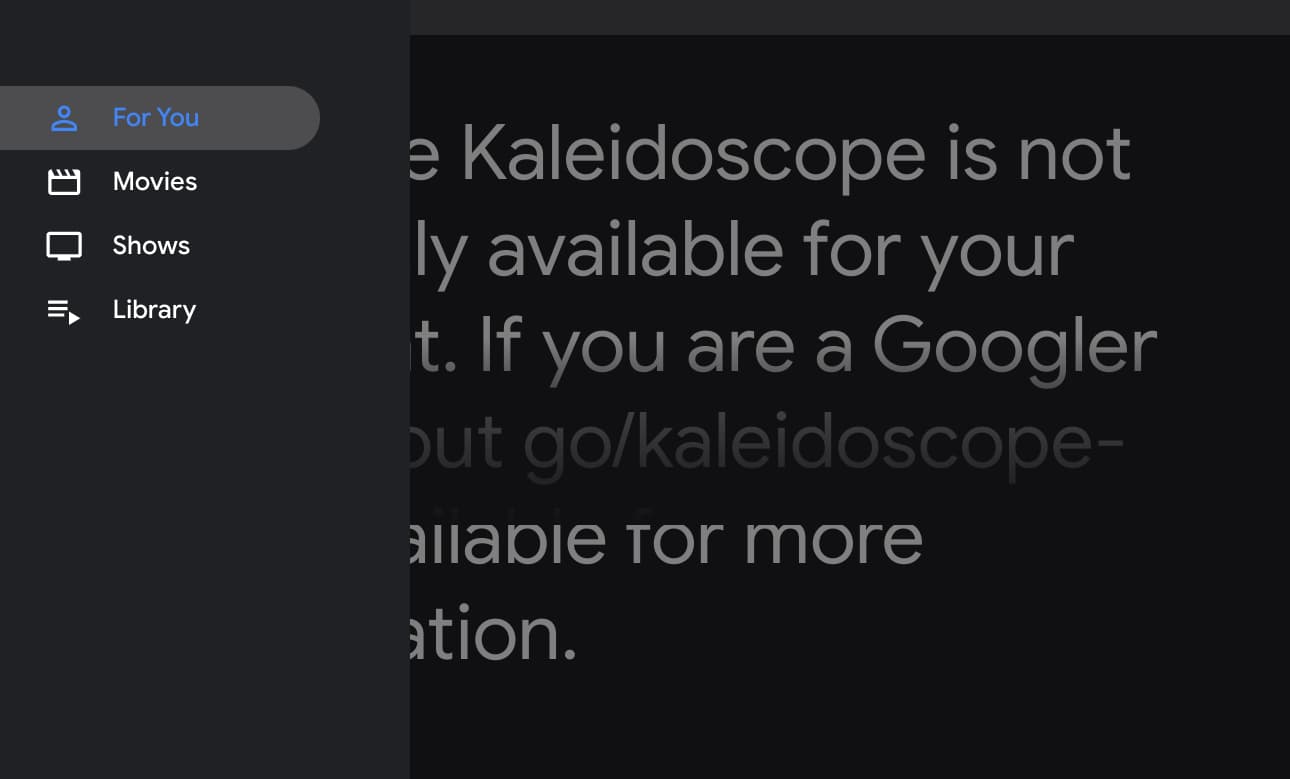 For You
Movies
Shows
Library
e Kaleidoscope is not
ly available for your
t. If you are a Googler
out go/kaleidoscope-
ailable for more
ation.